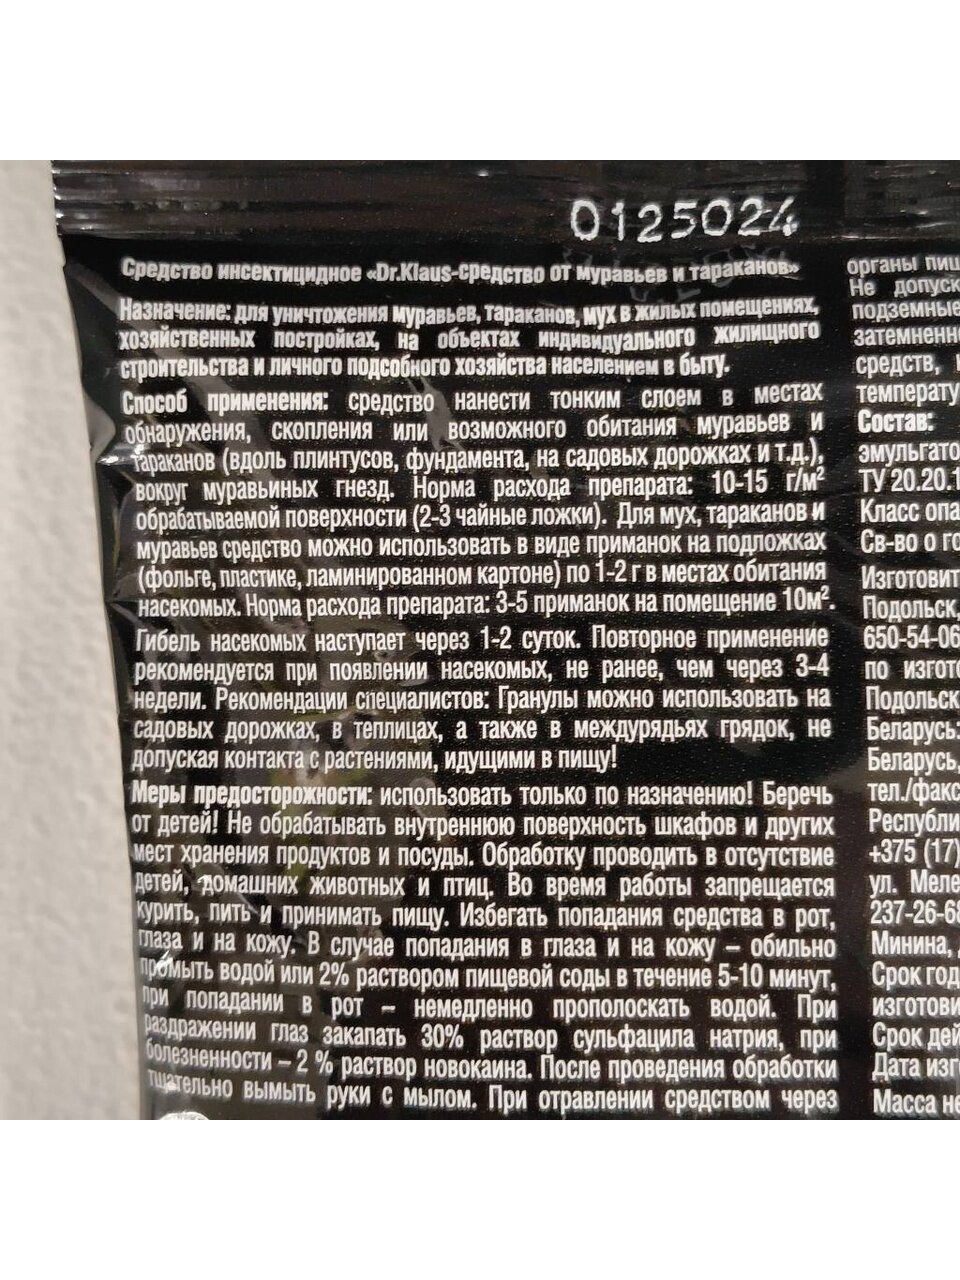 0125024
Средство инсектицидное «Dr.Klaus-средство от муравьев и тараканов»
Назначение: для уничтожения муравьев, тараканов, мух в жилых помещениях,
хозяйственных постройках, на объектах индивидуального жилищного
строительства и личного подсобного хозяйства населением в быту.
Способ применения: средство нанести тонким слоем в местах
обнаружения, скопления или возможного обитания муравьев и
тараканов (вдоль плинтусов, фундамента, на садовых дорожках и т.д.),
вокруг муравьиных гнезд. Норма расхода препарата: 10-15 г/м²
обрабатываемой поверхности (2-3 чайные ложки). Для мух, тараканов и
муравьев средство можно использовать в виде приманок на подложках
(фольге, пластике, ламинированном картоне) по 1-2 г в местах обитания
насекомых. Норма расхода препарата: 3-5 приманок на помещение 10м².
Гибель насекомых наступает через 1-2 суток. Повторное применение
рекомендуется при появлении насекомых, не ранее, чем через 3-4
недели. Рекомендации специалистов: Гранулы можно использовать на
садовых дорожках, в теплицах, а также в междурядьях грядок, не
допуская контакта с растениями, идущими в пищу!
Меры предосторожности: использовать только по назначению! Беречь
от детей! Не обрабатывать внутреннюю поверхность шкафов и других
мест хранения продуктов и посуды. Обработку проводить в отсутствие
детей, домашних животных и птиц. Во время работы запрещается
курить, пить и принимать пищу. Избегать попадания средства в рот,
глаза и на кожу. В случае попадания в глаза и на кожу – обильно
промыть водой или 2% раствором пищевой соды в течение 5-10 минут,
при попадании в рот – немедленно прополоскать водой. При
раздражении глаз закапать 30% раствор сульфацила натрия, при
болезненности – 2 % раствор новокаина. После проведения обработки
тщательно вымыть руки с мылом. При отравлении средством через
органы пищ
Не допуск
подземные
затемненн
средств,
температу
Состав:
эмульгато
ТУ 20.20.1
Класс опа
Св-во о го
Изготовит
Подольск,
650-54-06
по изгото
Подольск
Беларусь:
Беларусь,
тел./факс
Республи
+375 (17)
ул. Меле
237-26-68
Минина,
Срок год
изготови
Срок дей
Дата изг
Масса не